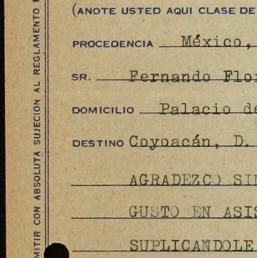 (ANOTE USTED AQUI CLASE DE
PROCEDENCIA México,
SR. Fernando Flor
DOMICILIO Palacio de
DESTINO Coyoacán, D.
AGRADEZCO SIN
GUSTO EN ASIS
SUPLICANDOLE
MITIR CON ABSOLUTA SUJECION AL REGLAMENTO E